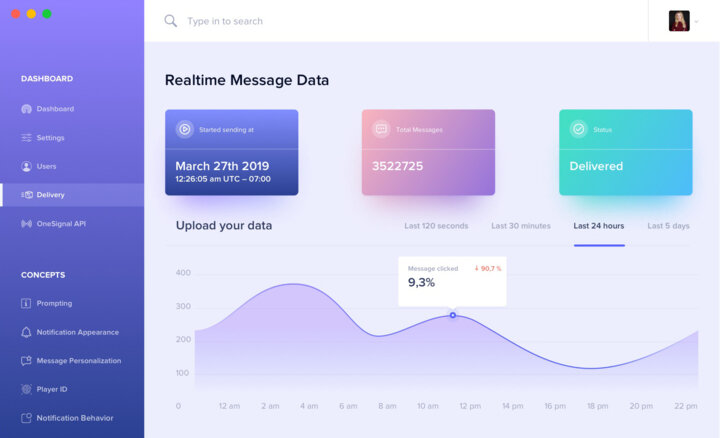 Type in to search
DASHBOARD
Dashboard
Settings
Users
Delivery
OneSignal API
CONCEPTS
Prompting
Notification Appearance
Message Personalization
Player ID
Notification Behavior
Realtime Message Data
Started sending at
March 27th 2019
12:26:05 am UTC – 07:00
Total Messages
3522725
Status
Delivered
Upload your data
Last 120 seconds
Last 30 minutes
Last 24 hours
Last 5 days
Message clicked
↓ 90,7 %
9,3%
400
300
200
100
0 12 am 2 am 4 am 6 am 8 am 10 am 12 pm 16 pm 18 pm 20 pm 22 pm